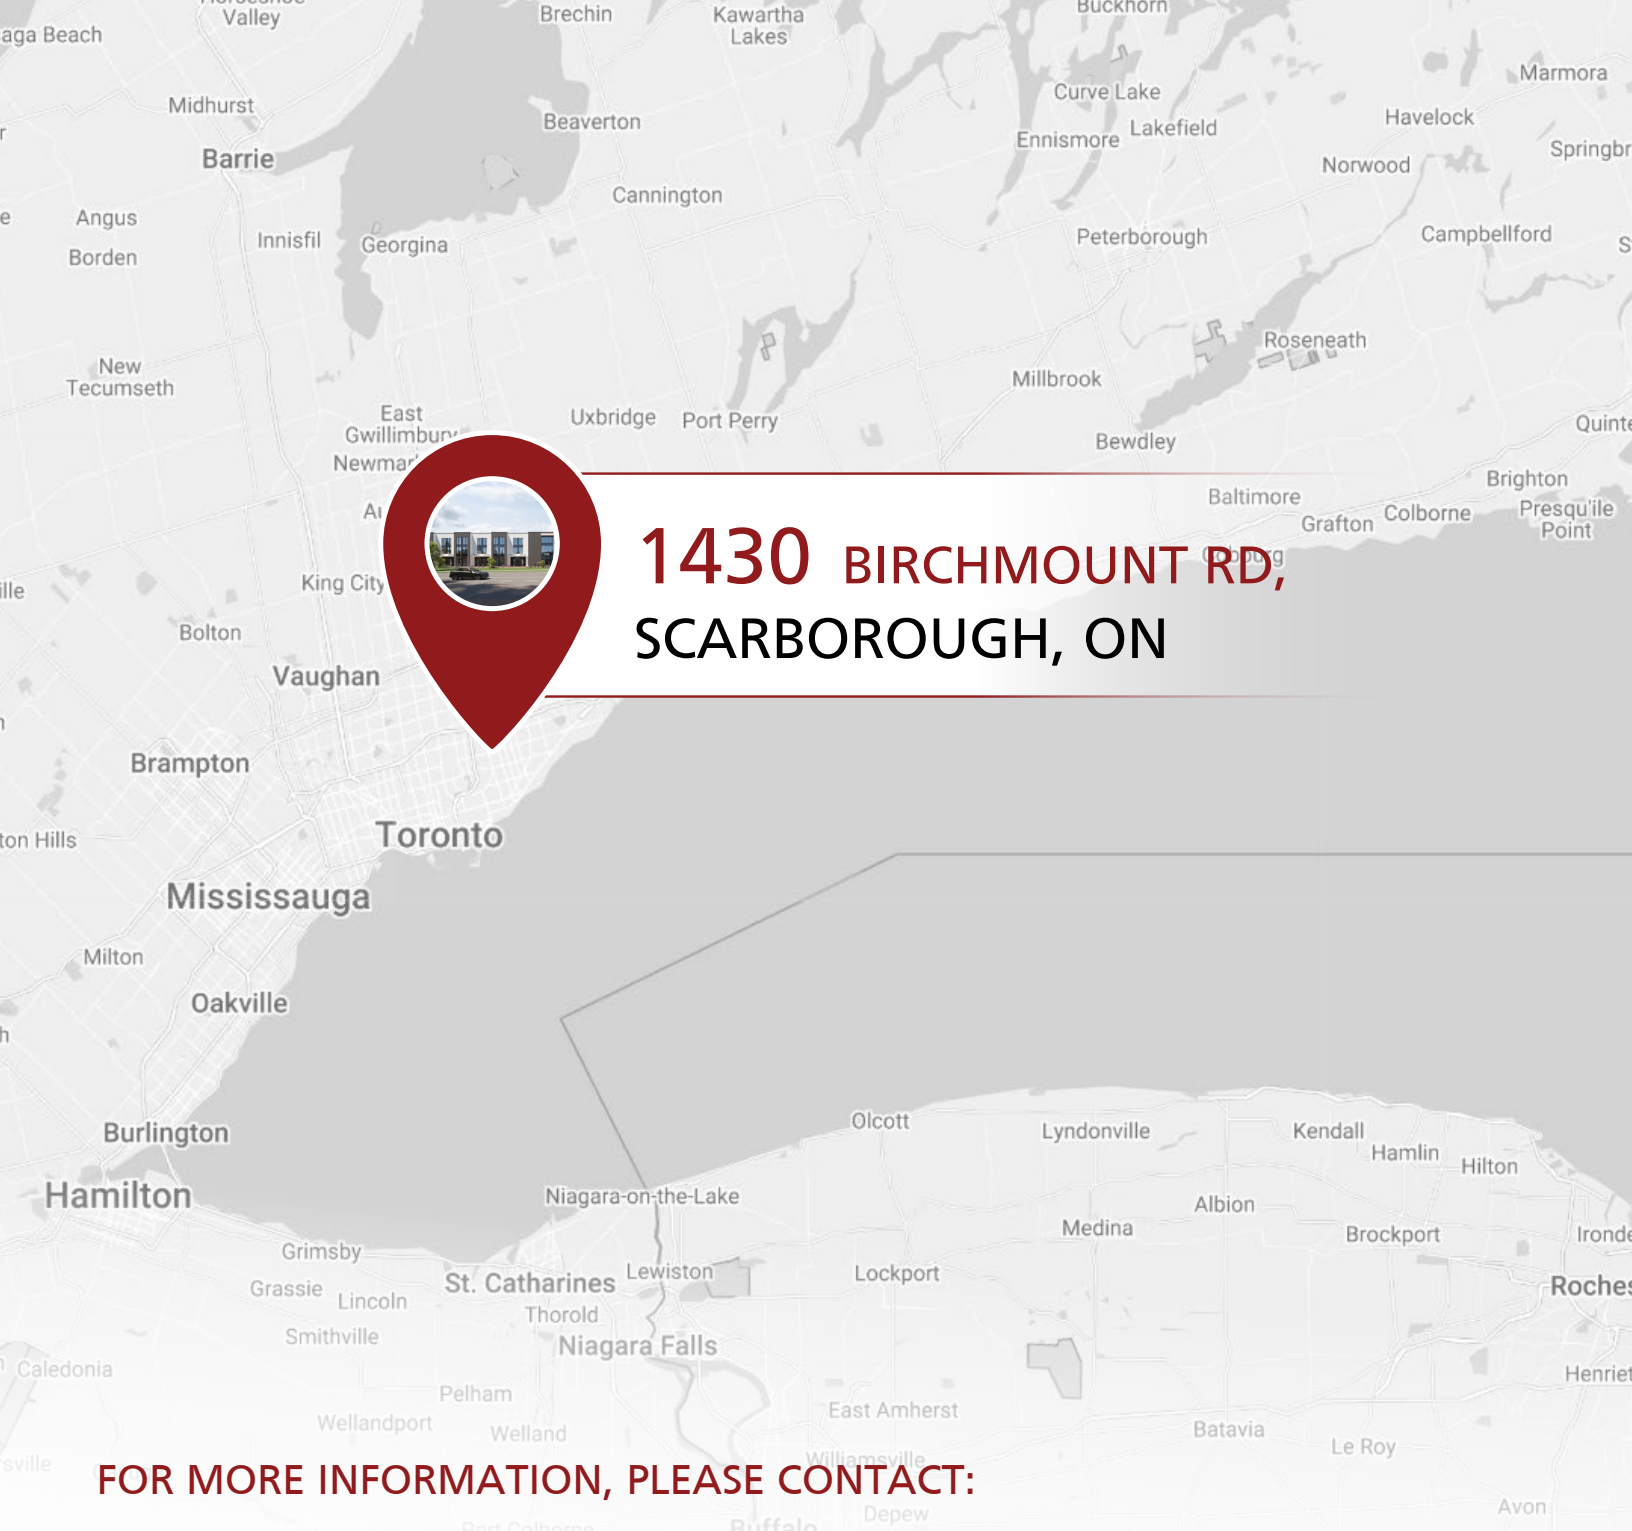 Valley
Brechin
Kawartha
Lakes
Buckhorn
aga Beach
Marmora
Midhurst
Curve Lake
Beaverton
Havelock
Lakefield
Ennismore
Springbr
Barrie
Norwood
Cannington
Angus
Innisfil
Georgina
Peterborough
Campbellford
Borden
Roseneath
New
Tecumseth
Millbrook
East
Gwillimbury
Uxbridge
Port Perry
Quinte
Bewdley
Newmar
Brighton
Baltimore
Presqu'ile
Point
Colborne
Grafton
Cobourg
1430 BIRCHMOUNT RD,
SCARBOROUGH, ON
King City
ille
Bolton
Vaughan
Brampton
Toronto
ton Hills
Mississauga
Milton
Oakville
Burlington
Olcott
Lyndonville
Kendall
Hamlin
Hilton
Hamilton
Niagara-on-the-Lake
Albion
Medina
Brockport
Ironde
Grimsby
Lewiston
Lockport
St. Catharines
Grassie
Roches
Lincoln
Thorold
Smithville
Niagara Falls
Caledonia
Henriet
Pelham
East Amherst
Wellandport
Welland
Batavia
Le Roy
Williamsville
sville
FOR MORE INFORMATION, PLEASE CONTACT:
Avon
Depew
Buffalo
Port Colborne